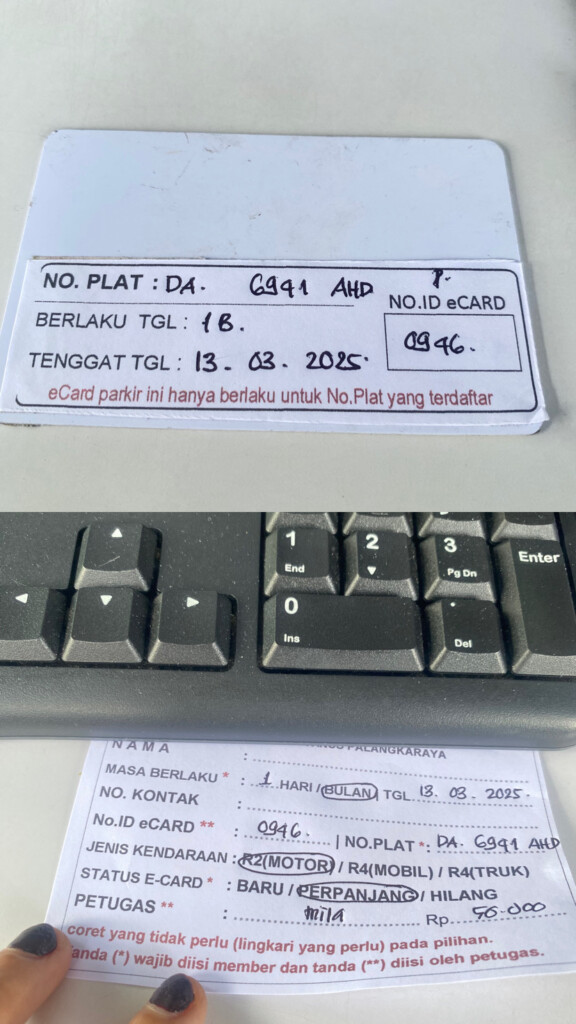 NO. PLAT : DA. 6941 AHD
P.
NO.ID eCARD
BERLAKU TGL : 1 B.
0946.
TENGGAT TGL : 13. 03. 2025.
eCard parkir ini hanya berlaku untuk No.Plat yang terdaftar
1 End
2
3 Pg Dn
Enter
0 Ins
. Del
NAMA : PALANGKARAYA
MASA BERLAKU * : 1 HARI / BULAN TGL 13. 03. 2025.
NO. KONTAK :
No.ID eCARD ** : 0946. | NO.PLAT *: DA. 6941 AHD
JENIS KENDARAAN : R2(MOTOR) / R4(MOBIL) / R4(TRUK)
STATUS E-CARD * : BARU / PERPANJANG / HILANG
PETUGAS ** : mila Rp. 50.000
coret yang tidak perlu (lingkari yang perlu) pada pilihan.
anda (*) wajib diisi member dan tanda (**) diisi oleh petugas.